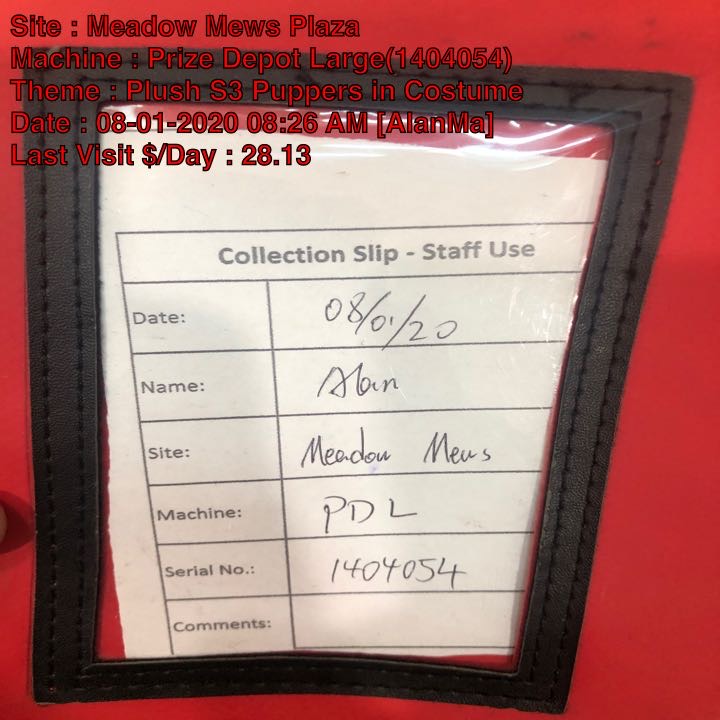 Site : Meadow Mews Plaza
Machine : Prize Depot Large(1404054)
Theme : Plush S3 Puppers in Costume
Date : 08-01-2020 08:26 AM [AlanMa]
Last Visit $/Day : 28.13
Collection Slip - Staff Use
Date: 08/01/20
Name: Alan
Site: Meadow Mews
Machine: PDL
Serial No.: 1404054
Comments: